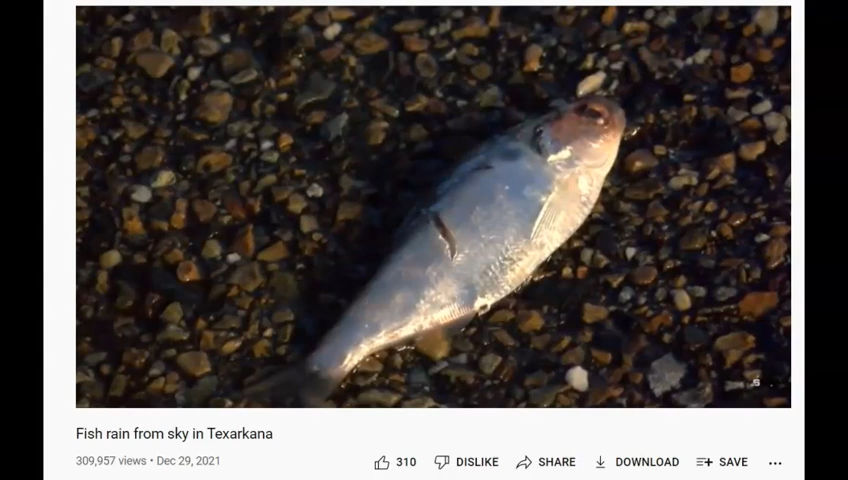 Fish rain from sky in Texarkana
309,957 views • Dec 29, 2021
310 DISLIKE SHARE DOWNLOAD SAVE